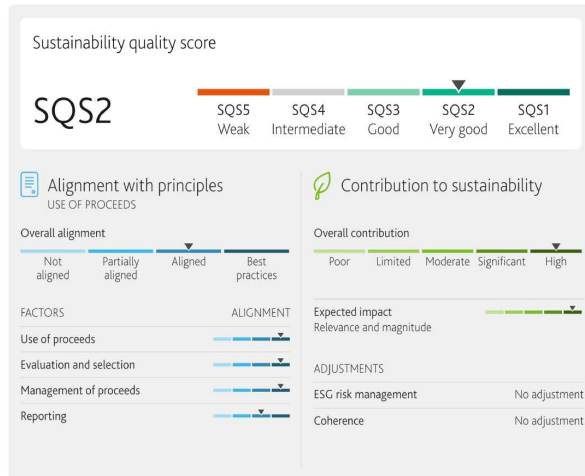 Sustainability quality score
SQS2
SQS5 SQS4 SQS3 SQS2 SQS1
Weak Intermediate Good Very good Excellent
Alignment with principles
USE OF PROCEEDS
Overall alignment
Not aligned Partially aligned Aligned Best practices
FACTORS ALIGNMENT
Use of proceeds
Evaluation and selection
Management of proceeds
Reporting
Contribution to sustainability
Overall contribution
Poor Limited Moderate Significant High
Expected impact
Relevance and magnitude
ADJUSTMENTS
ESG risk management No adjustment
Coherence No adjustment